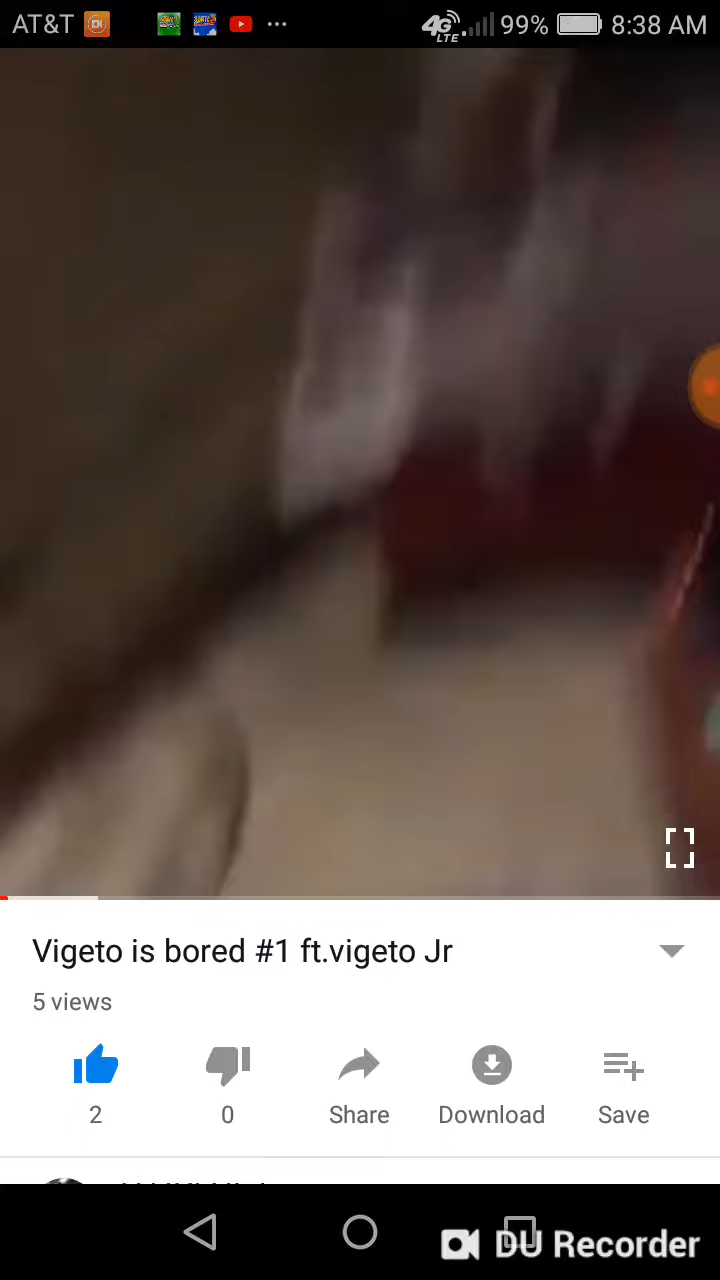 AT&T 4G LTE 99% 8:38 AM
Vigeto is bored #1 ft.vigeto Jr
5 views
2 0 Share Download Save
DU Recorder